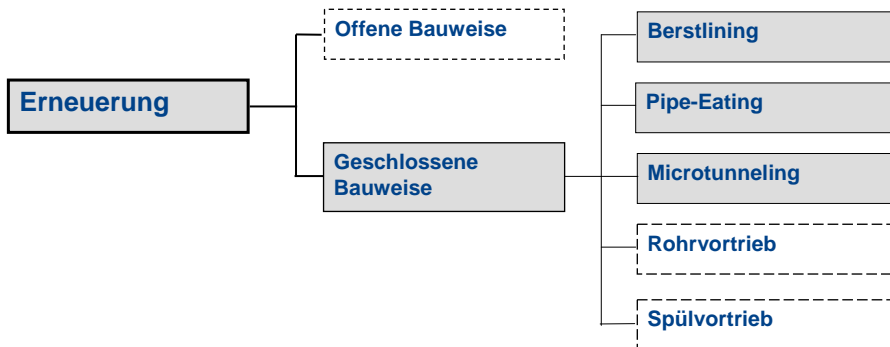 Erneuerung
Offene Bauweise
Geschlossene
Bauweise
Berstlining
Pipe-Eating
Microtunneling
Rohrvortrieb
Spülvortrieb